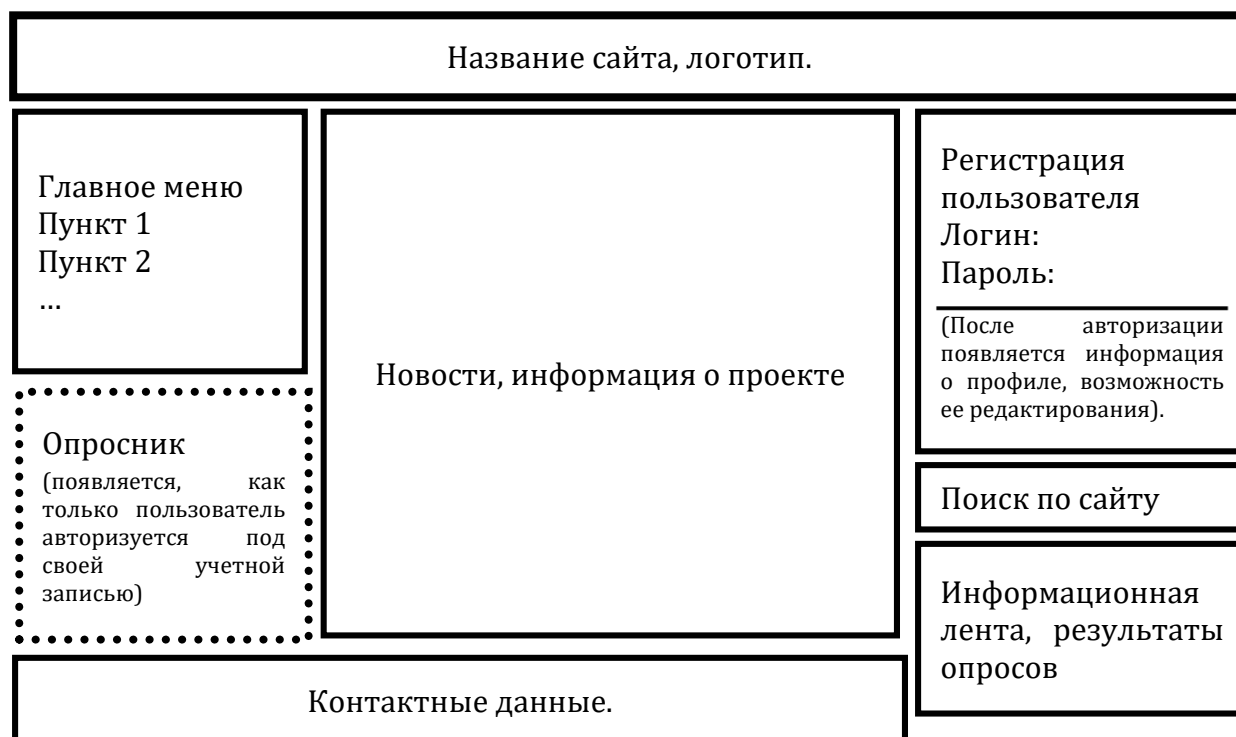 Название сайта, логотип.
Главное меню
Пункт 1
Пункт 2
...
Опросник
(появляется, как
только пользователь
авторизуется под
своей учетной
записью)
Новости, информация о проекте
Регистрация
пользователя
Логин:
Пароль:
(После авторизации
появляется информация
о профиле, возможность
ее редактирования).
Поиск по сайту
Информационная
лента, результаты
опросов
Контактные данные.